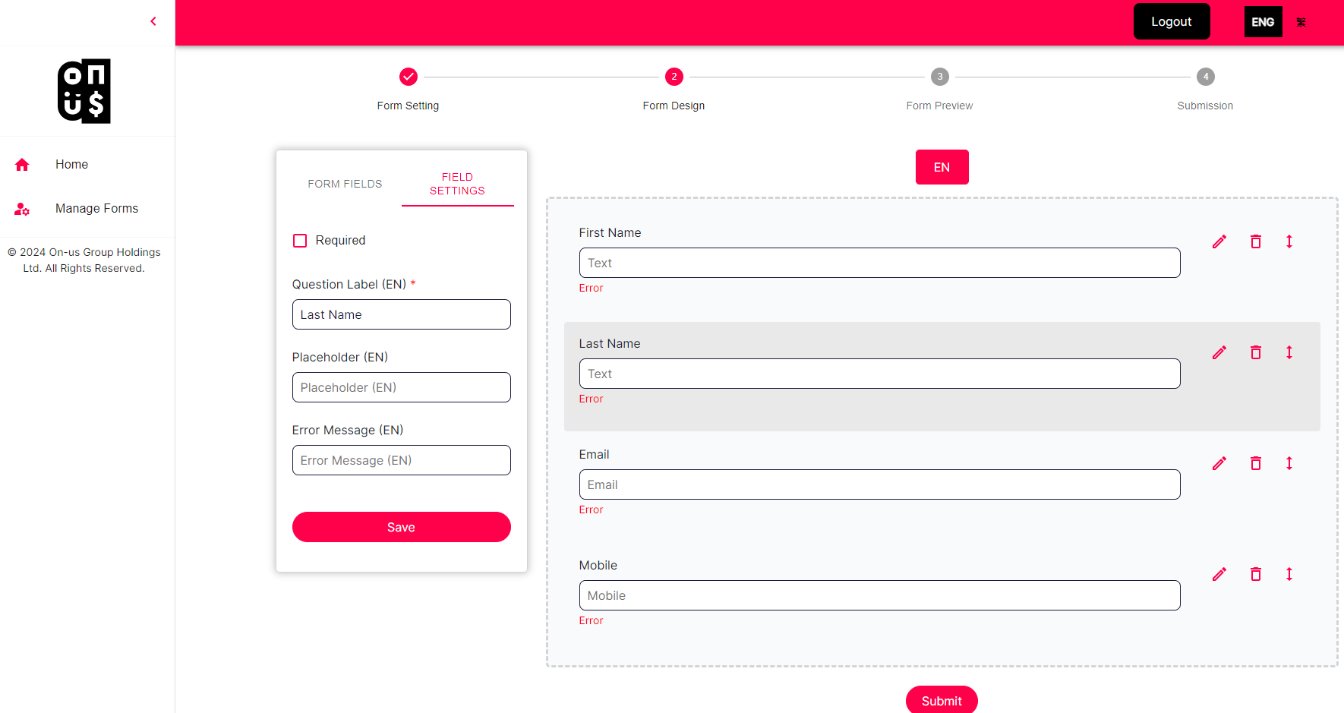 Logout
ENG
繁
on
ü$
Home
Manage Forms
© 2024 On-us Group Holdings
Ltd. All Rights Reserved.
2
3
4
Form Setting
Form Design
Form Preview
Submission
FORM FIELDS
FIELD
SETTINGS
Required
Question Label (EN) *
Last Name
Placeholder (EN)
Placeholder (EN)
Error Message (EN)
Error Message (EN)
Save
EN
First Name
Text
Error
Last Name
Text
Error
Email
Email
Error
Mobile
Mobile
Error
Submit